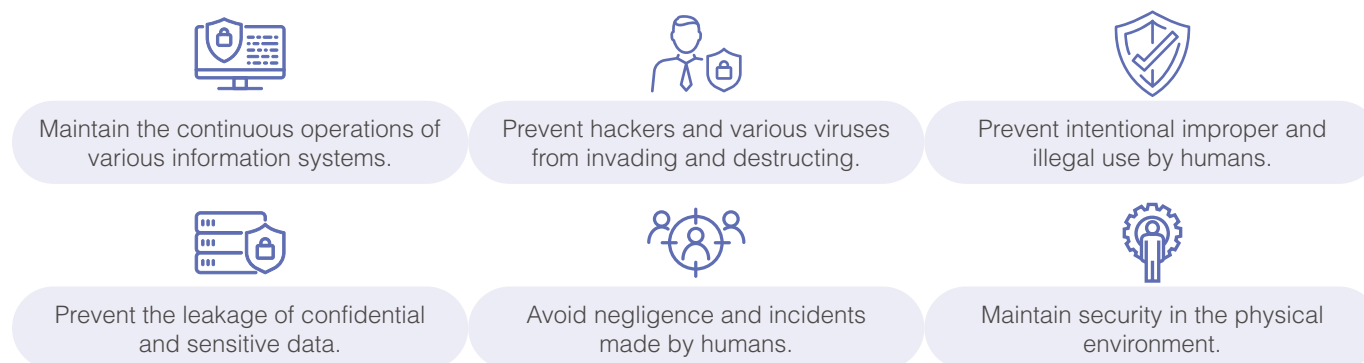 Maintain the continuous operations of
various information systems.
Prevent hackers and various viruses
from invading and destructing.
Prevent intentional improper and
illegal use by humans.
Prevent the leakage of confidential
and sensitive data.
Avoid negligence and incidents
made by humans.
Maintain security in the physical
environment.